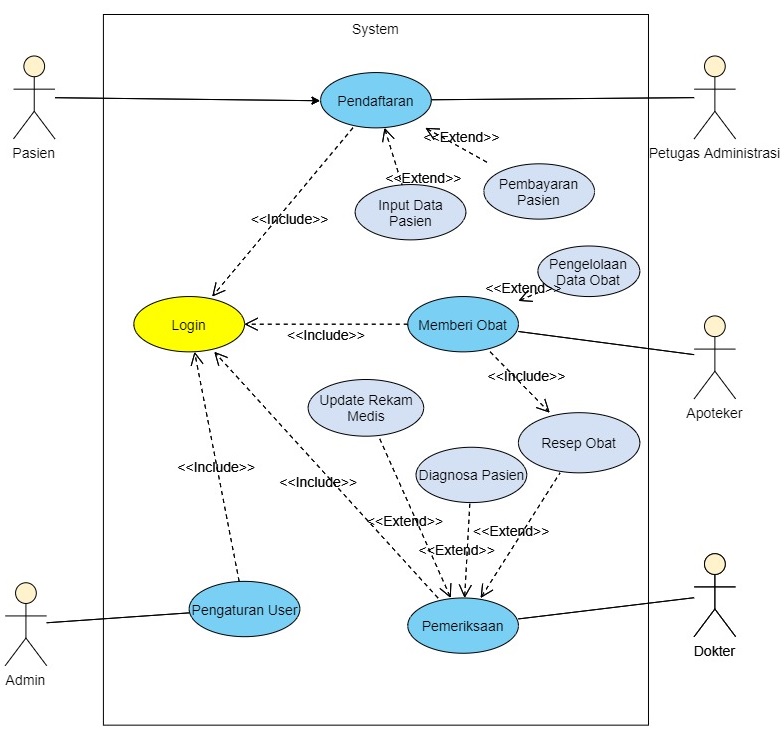 System
Pasien
Pendaftaran
Petugas Administrasi
<<Extend>>
<<Extend>>
Input Data
Pasien
Pembayaran
Pasien
<<Include>>
Pengelolaan
Data Obat
<<Extend>>
Login
<<Include>>
Memberi Obat
Apoteker
<<Include>>
Update Rekam
Medis
Resep Obat
Diagnosa Pasien
<<Include>>
<<Include>>
<<Extend>>
<<Extend>>
<<Extend>>
Pengaturan User
Pemeriksaan
Admin
Dokter